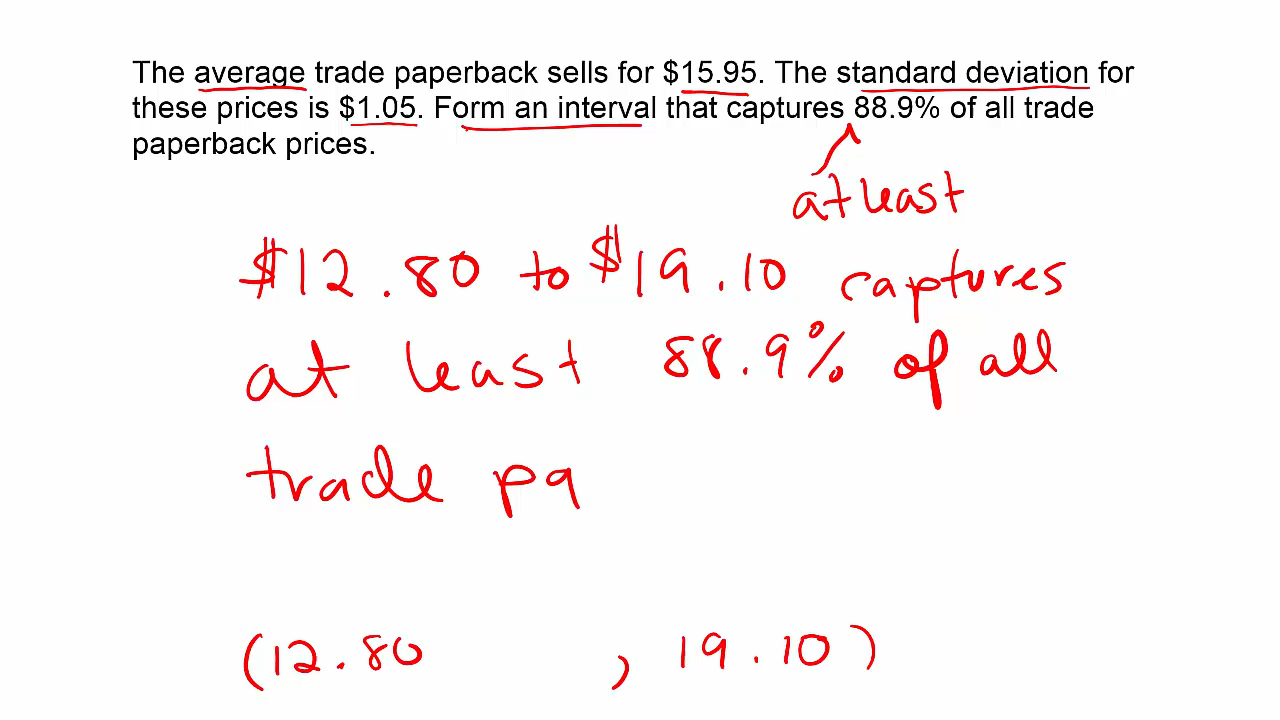 The average trade paperback sells for $15.95. The standard deviation for
these prices is $1.05. Form an interval that captures 88.9% of all trade
paperback prices.
at least
$12.80 to $19.10 captures
at least 88.9% of all
trade pa
(12.80 , 19.10)